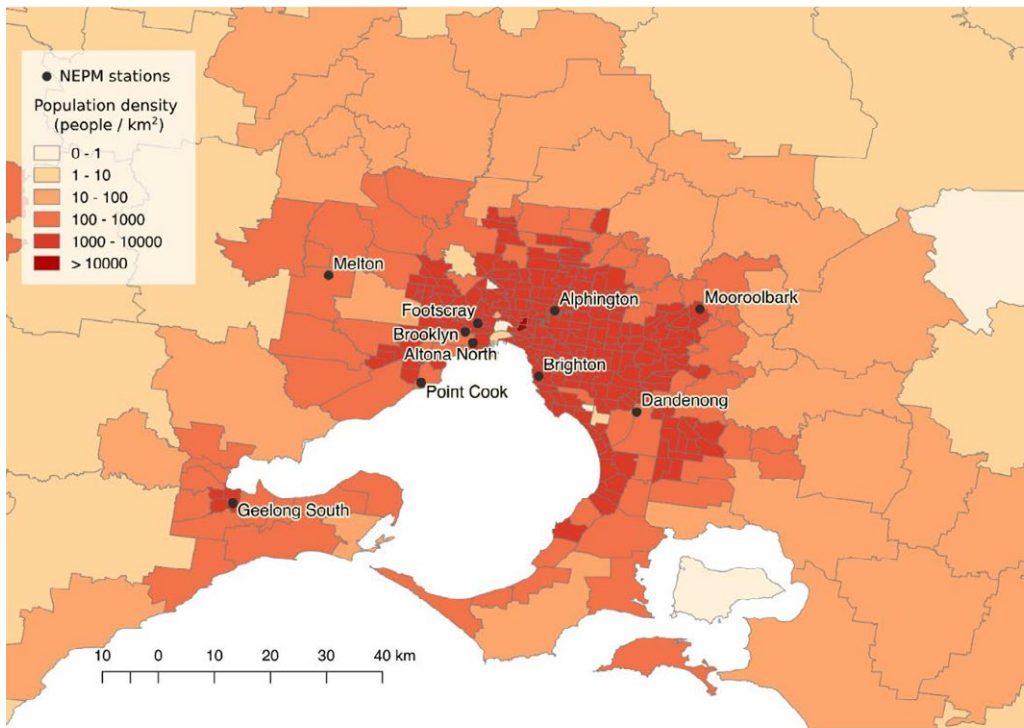 NEPM stations
Population density
(people / km²)
0 - 1
1 - 10
10 - 100
100 - 1000
1000 - 10000
> 10000
Melton
Footscray
Brooklyn
Altona North
Point Cook
Alphington
Mooroolbark
Brighton
Dandenong
Geelong South
10 0 10 20 30 40 km